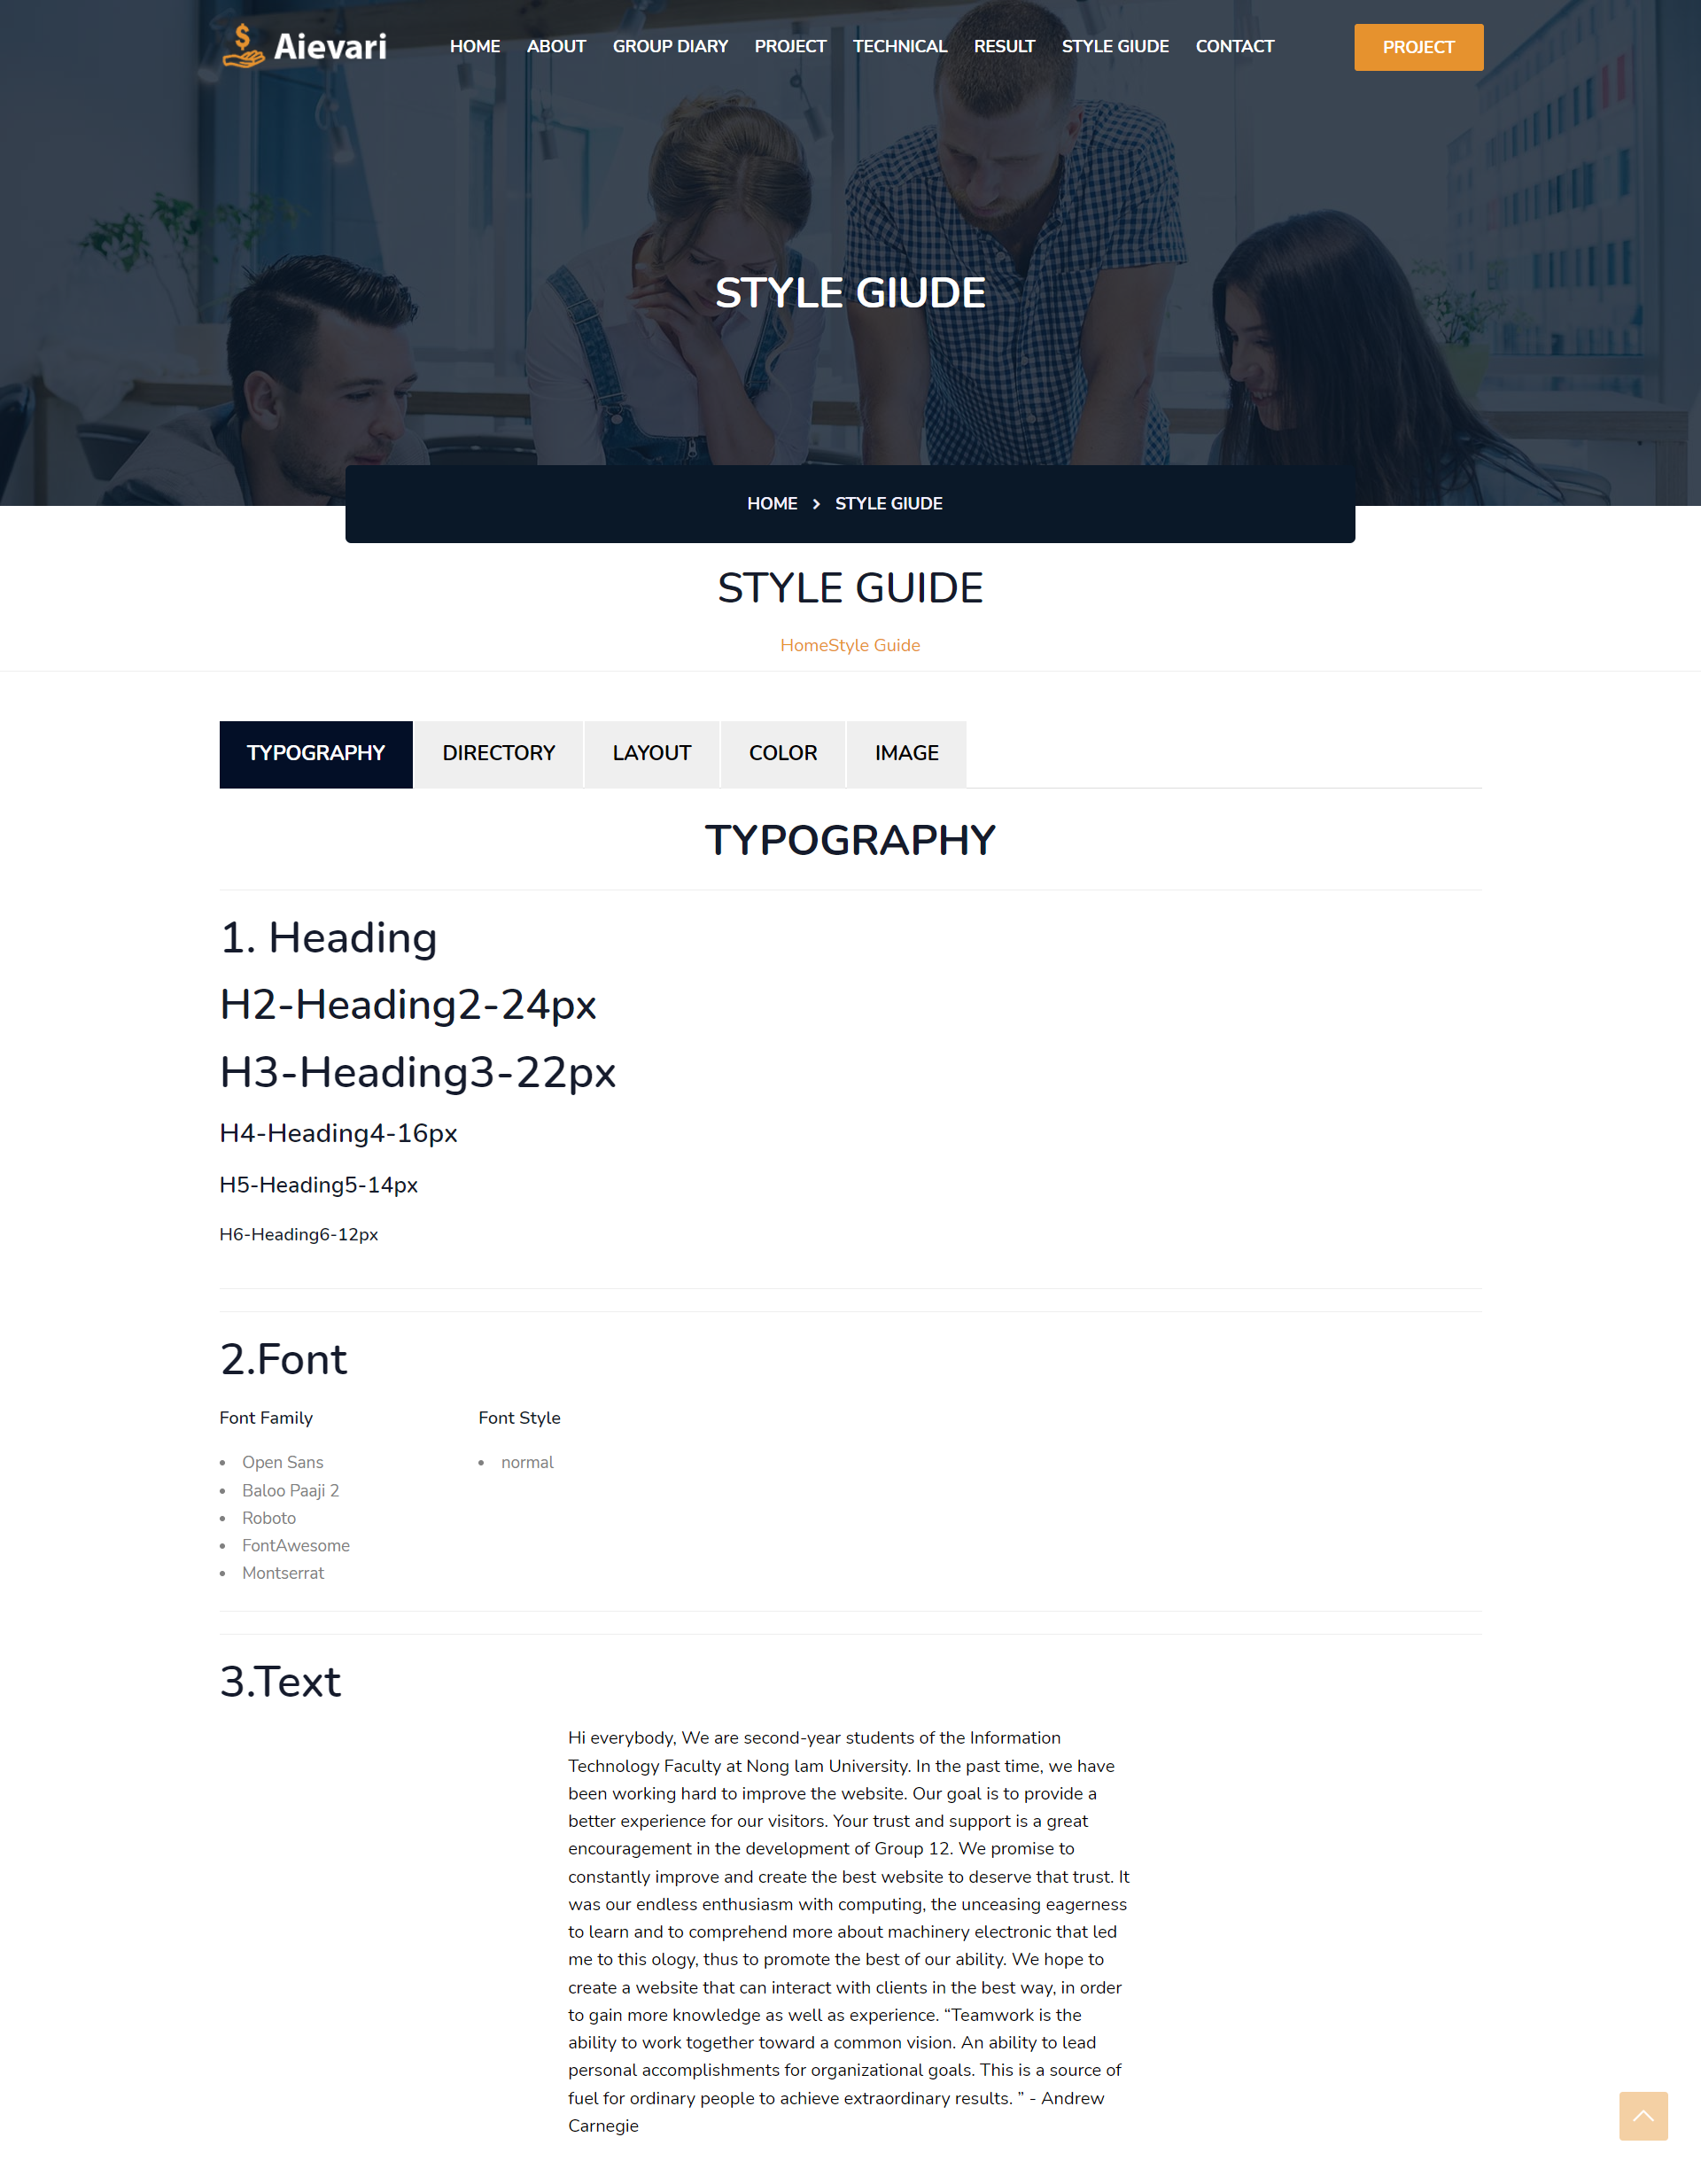 Aievari
HOME ABOUT GROUP DIARY PROJECT TECHNICAL RESULT STYLE GIUDE CONTACT PROJECT
STYLE GIUDE
HOME STYLE GIUDE
STYLE GUIDE
HomeStyle Guide
TYPOGRAPHY DIRECTORY LAYOUT COLOR IMAGE
TYPOGRAPHY
1. Heading
H2-Heading2-24px
H3-Heading3-22px
H4-Heading4-16px
H5-Heading5-14px
H6-Heading6-12px
2.Font
Font Family
• Open Sans
• Baloo Paaji 2
• Roboto
• FontAwesome
• Montserrat
Font Style
• normal
3.Text
Hi everybody, We are second-year students of the Information
Technology Faculty at Nong lam University. In the past time, we have
been working hard to improve the website. Our goal is to provide a
better experience for our visitors. Your trust and support is a great
encouragement in the development of Group 12. We promise to
constantly improve and create the best website to deserve that trust. It
was our endless enthusiasm with computing, the unceasing eagerness
to learn and to comprehend more about machinery electronic that led
me to this ology, thus to promote the best of our ability. We hope to
create a website that can interact with clients in the best way, in order
to gain more knowledge as well as experience. “Teamwork is the
ability to work together toward a common vision. An ability to lead
personal accomplishments for organizational goals. This is a source of
fuel for ordinary people to achieve extraordinary results. ” - Andrew
Carnegie